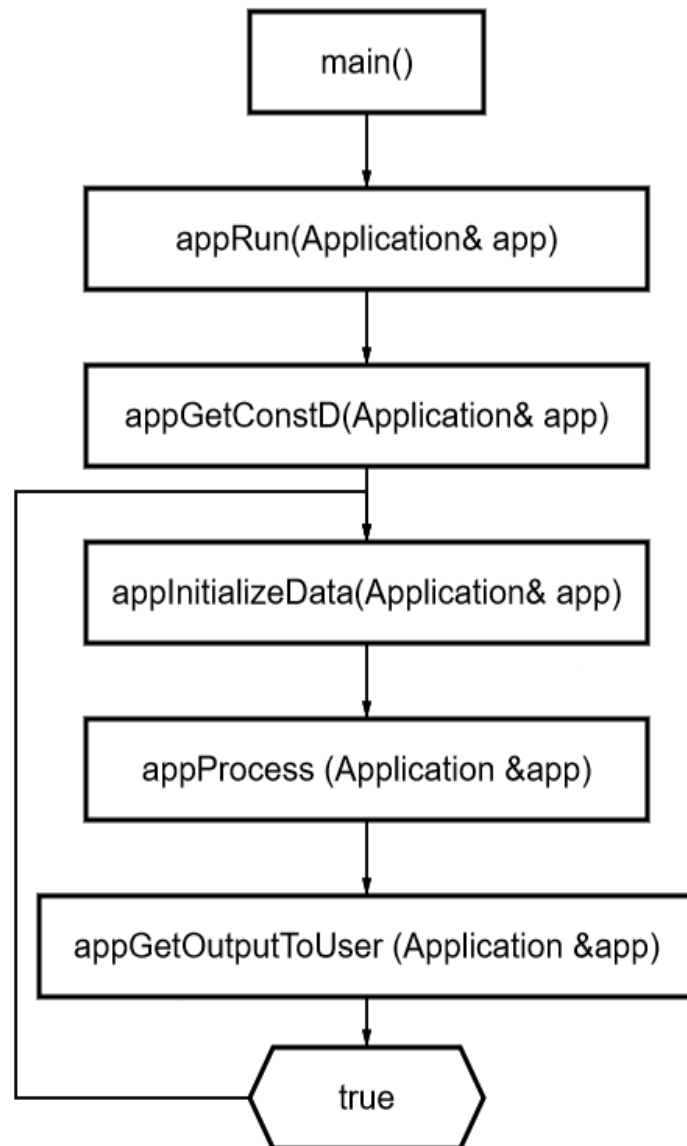 main()
appRun(Application& app)
appGetConstD(Application& app)
appInitializeData(Application& app)
appProcess (Application &app)
appGetOutputToUser (Application &app)
true